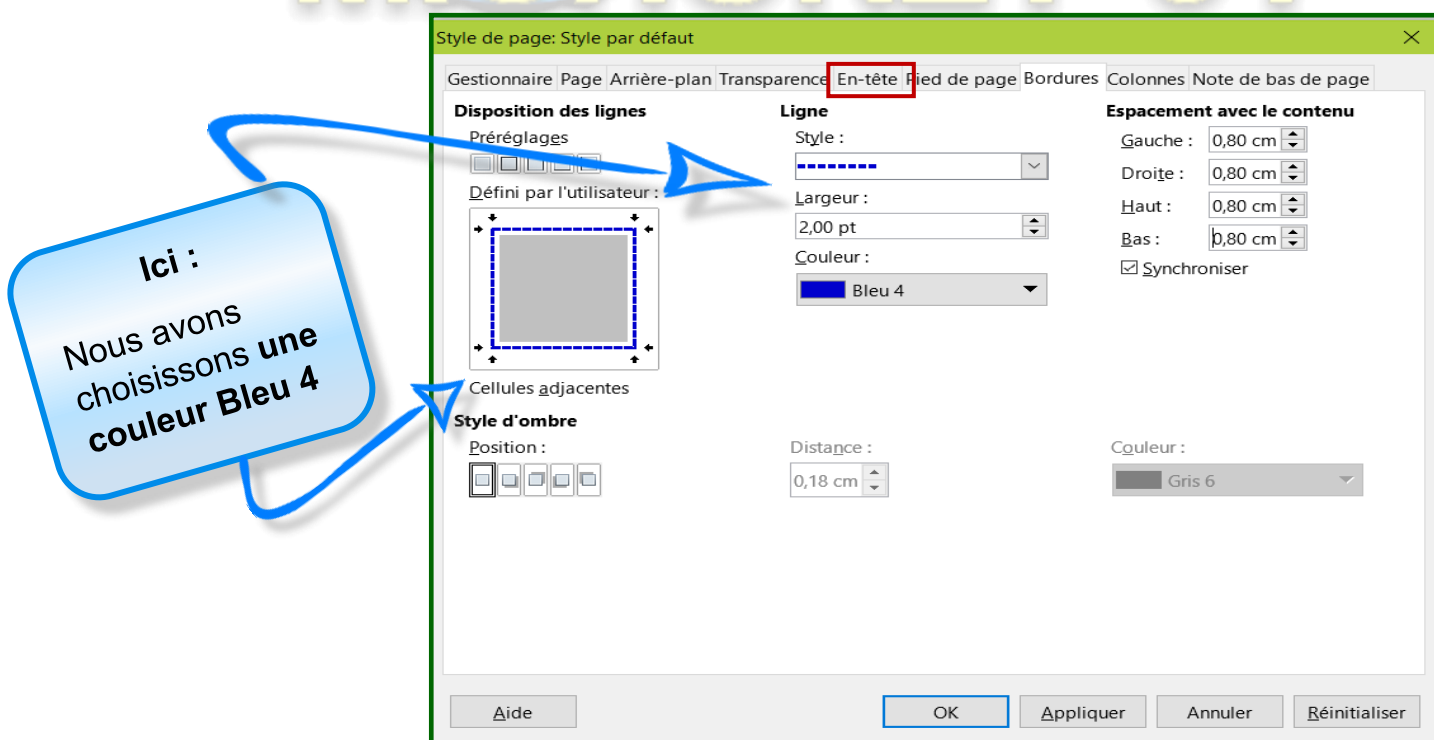 Style de page: Style par défaut
Gestionnaire Page Arrière-plan Transparence En-tête Pied de page Bordures Colonnes Note de bas de page
Disposition des lignes
Préréglages
Défini par l'utilisateur :
Cellules adjacentes
Ligne
Style :
Largeur :
2,00 pt
Couleur :
Bleu 4
Espacement avec le contenu
Gauche : 0,80 cm
Droite : 0,80 cm
Haut : 0,80 cm
Bas : 0,80 cm
Synchroniser
Style d'ombre
Position :
Distance :
0,18 cm
Couleur :
Gris 6
Aide OK Appliquer Annuler Réinitialiser
Ici :
Nous avons
choisissons une
couleur Bleu 4